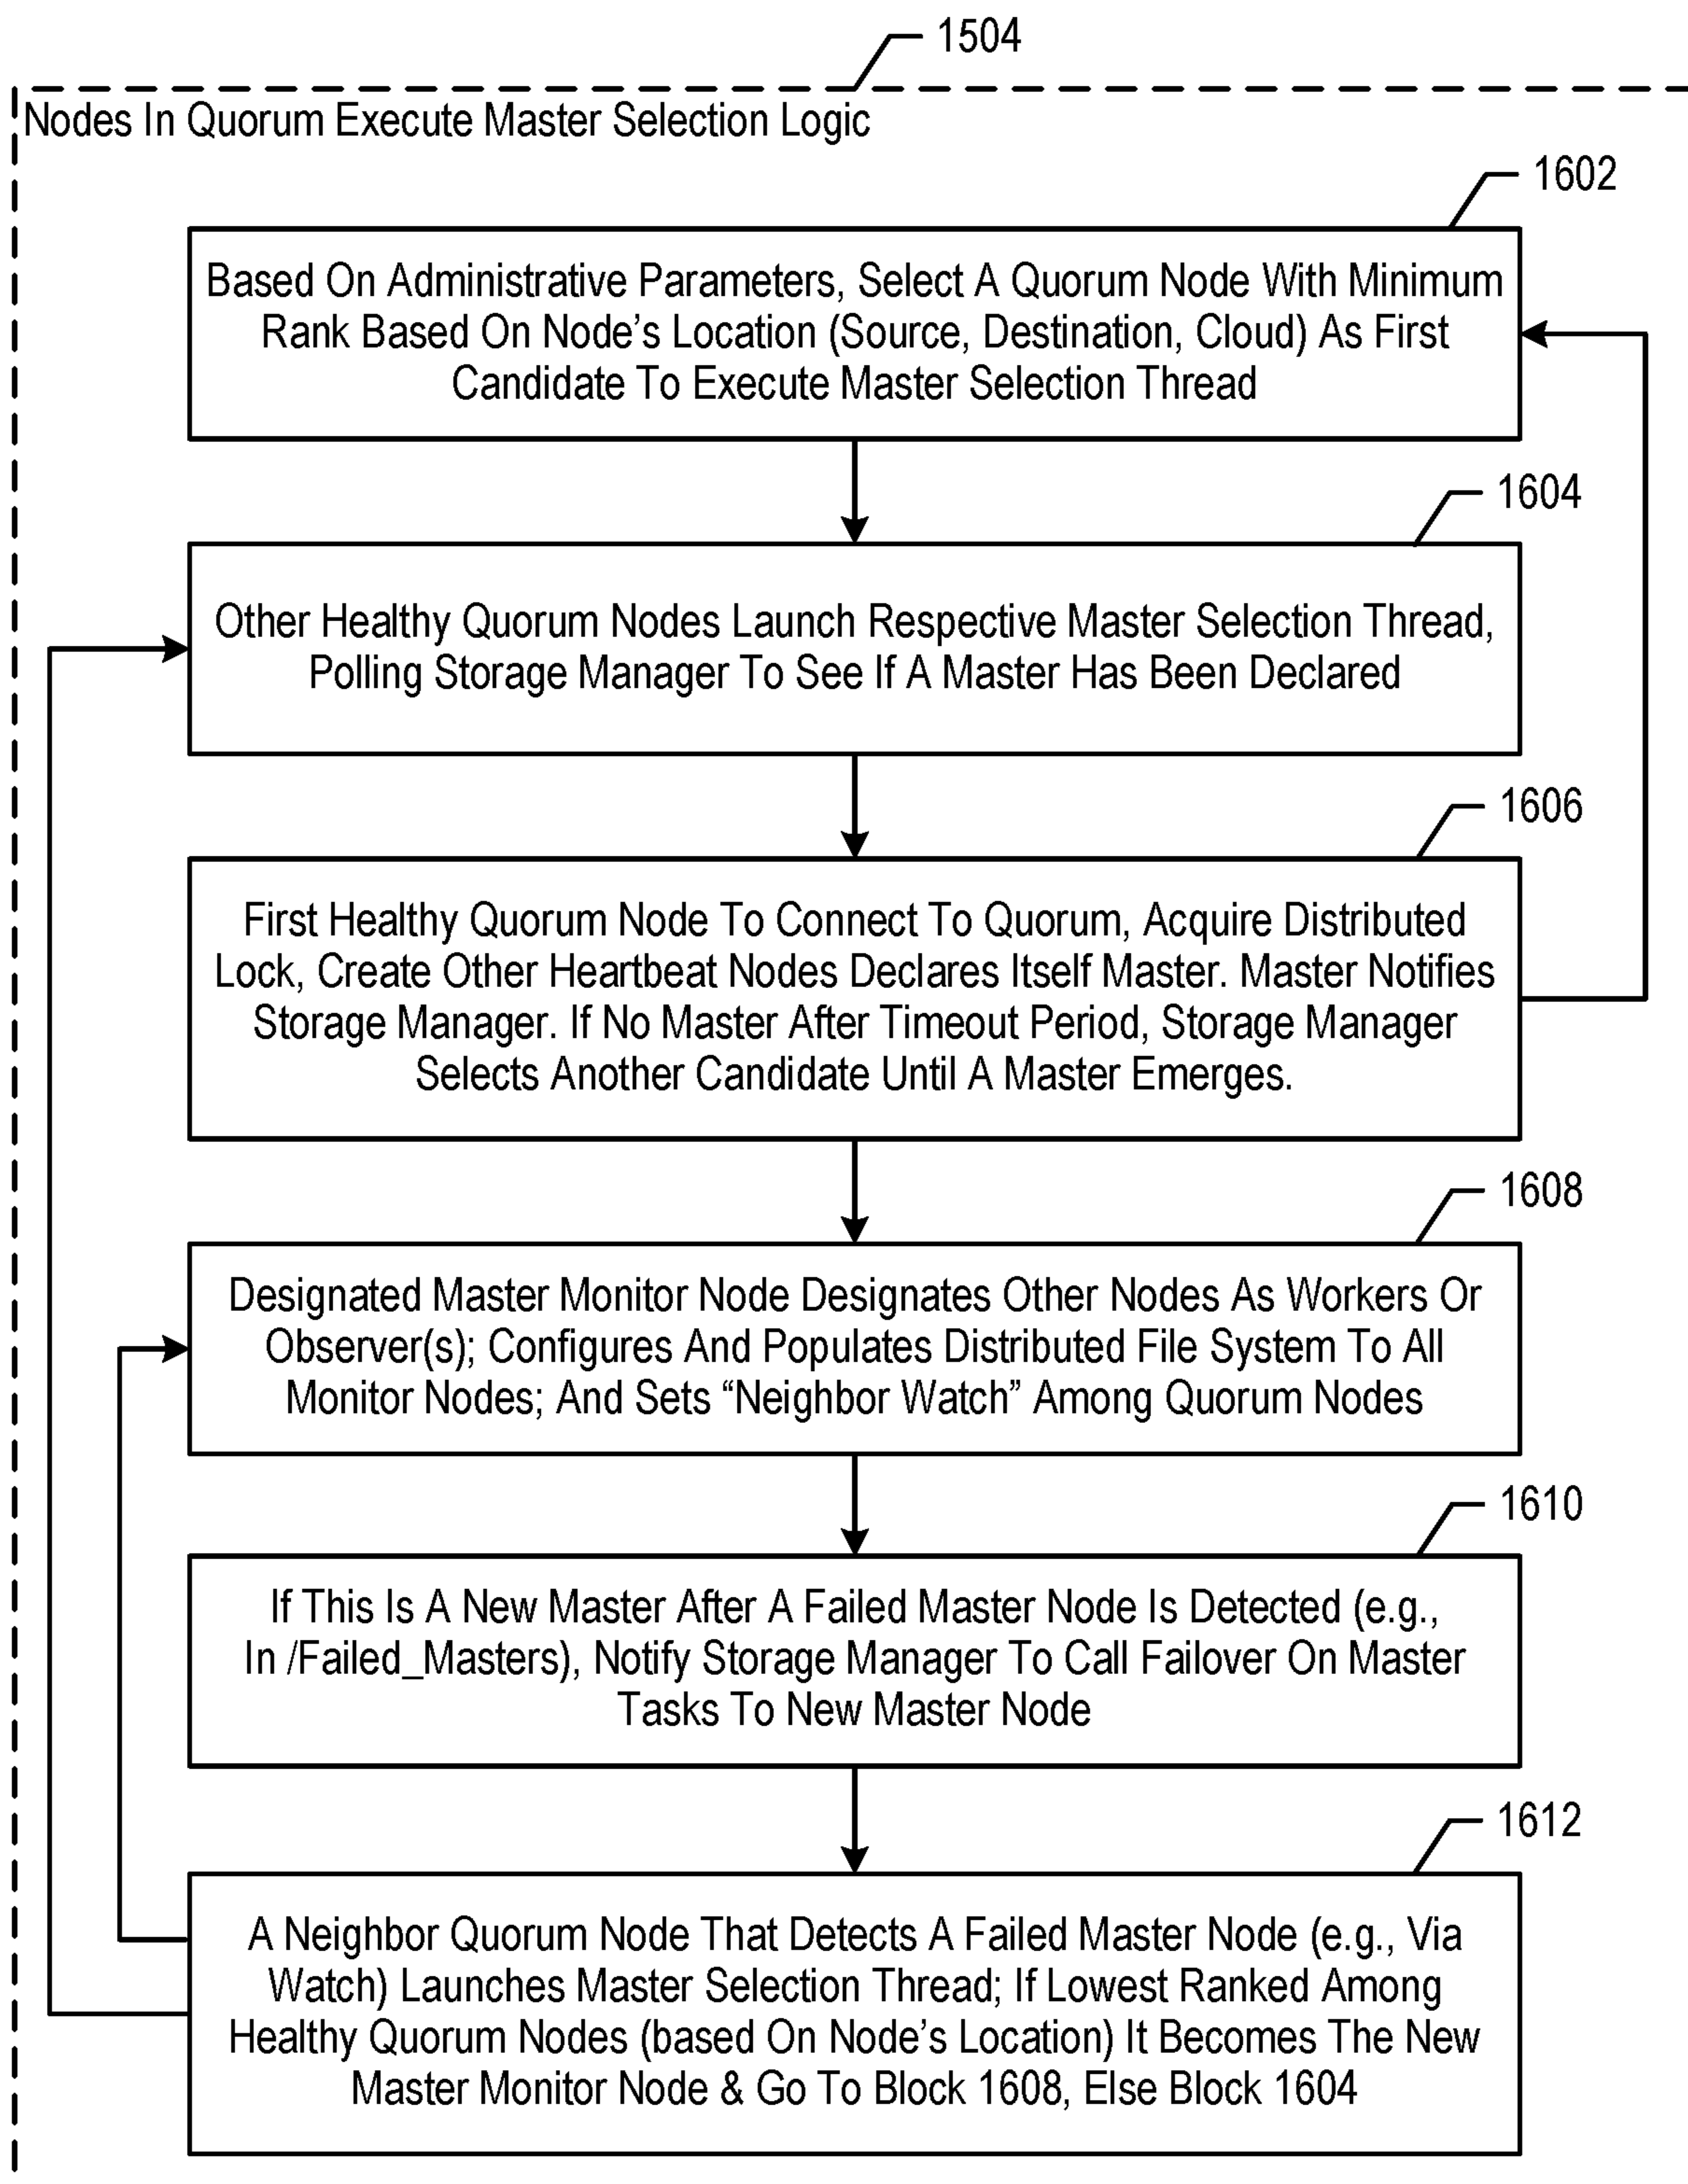 1504
Nodes In Quorum Execute Master Selection Logic
1602
Based On Administrative Parameters, Select A Quorum Node With Minimum
Rank Based On Node’s Location (Source, Destination, Cloud) As First
Candidate To Execute Master Selection Thread
1604
Other Healthy Quorum Nodes Launch Respective Master Selection Thread,
Polling Storage Manager To See If A Master Has Been Declared
1606
First Healthy Quorum Node To Connect To Quorum, Acquire Distributed
Lock, Create Other Heartbeat Nodes Declares Itself Master. Master Notifies
Storage Manager. If No Master After Timeout Period, Storage Manager
Selects Another Candidate Until A Master Emerges.
1608
Designated Master Monitor Node Designates Other Nodes As Workers Or
Observer(s); Configures And Populates Distributed File System To All
Monitor Nodes; And Sets “Neighbor Watch” Among Quorum Nodes
1610
If This Is A New Master After A Failed Master Node Is Detected (e.g.,
In /Failed_Masters), Notify Storage Manager To Call Failover On Master
Tasks To New Master Node
1612
A Neighbor Quorum Node That Detects A Failed Master Node (e.g., Via
Watch) Launches Master Selection Thread; If Lowest Ranked Among
Healthy Quorum Nodes (based On Node’s Location) It Becomes The New
Master Monitor Node & Go To Block 1608, Else Block 1604